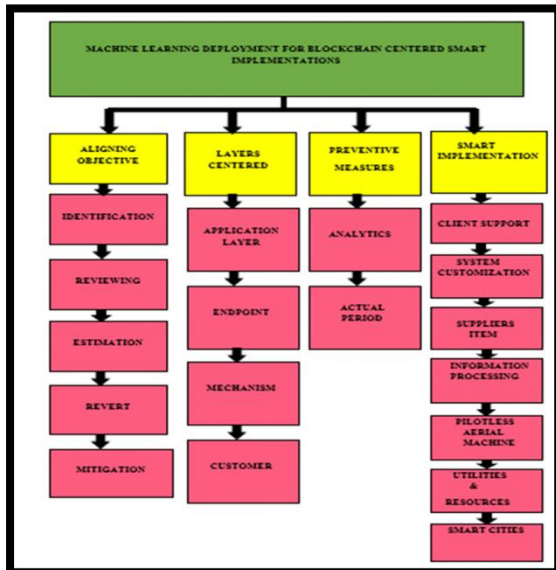 MACHINE LEARNING DEPLOYMENT FOR BLOCKCHAIN CENTERED SMART
IMPLEMENTATIONS
ALIGNING
OBJECTIVE
IDENTIFICATION
REVIEWING
ESTIMATION
REVERT
MITIGATION
LAYERS
CENTERED
APPLICATION
LAYER
ENDPOINT
MECHANISM
CUSTOMER
PREVENTIVE
MEASURES
ANALYTICS
ACTUAL
PERIOD
SMART
IMPLEMENTATION
CLIENT SUPPORT
SYSTEM
CUSTOMIZATION
SUPPLIERS
ITEM
INFORMATION
PROCESSING
PILOTLESS
AERIAL
MACHINE
UTILITIES
&
RESOURCES
SMART CITIES